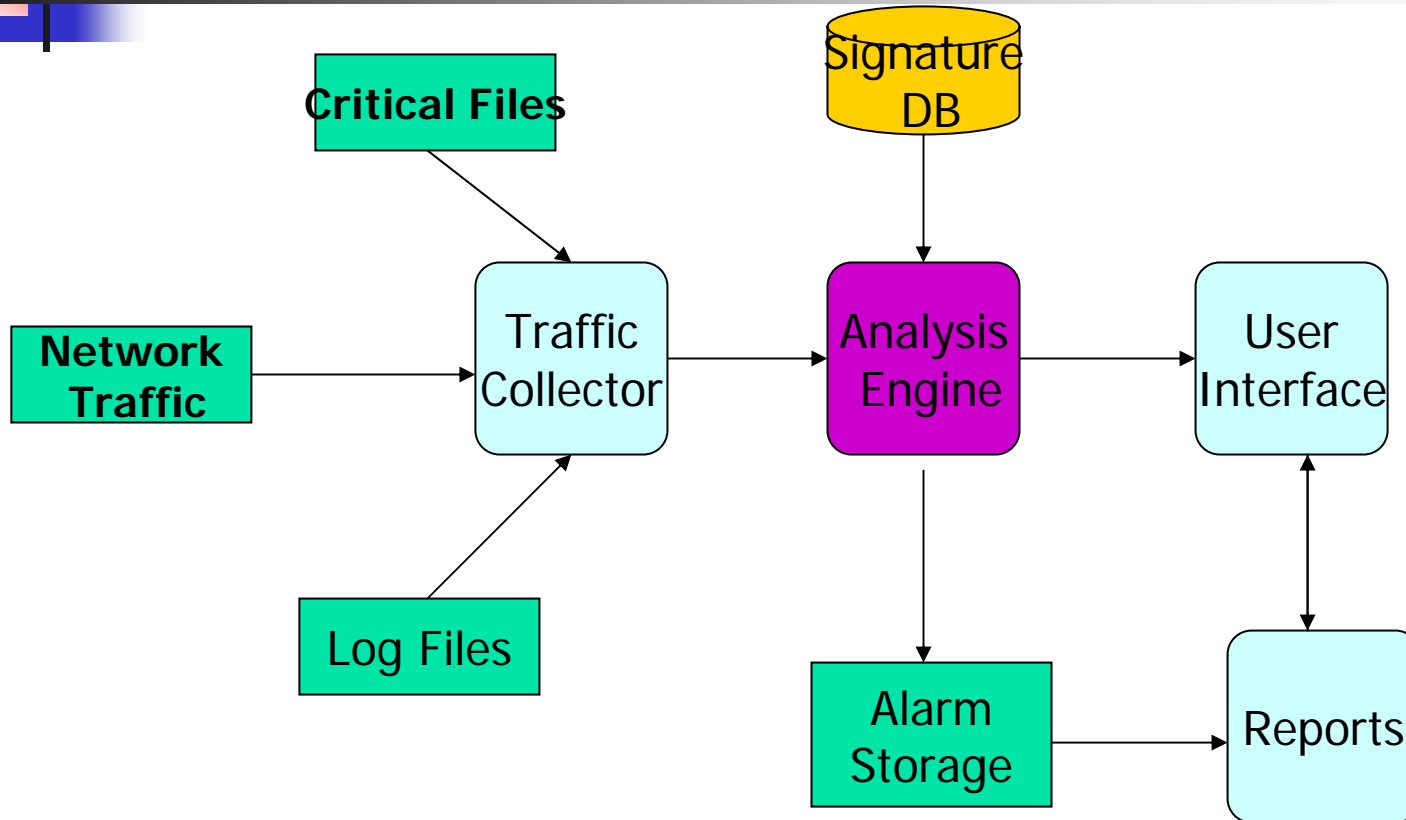 Signature
DB
Critical Files
Network
Traffic
Traffic
Collector
Analysis
Engine
User
Interface
Log Files
Alarm
Storage
Reports